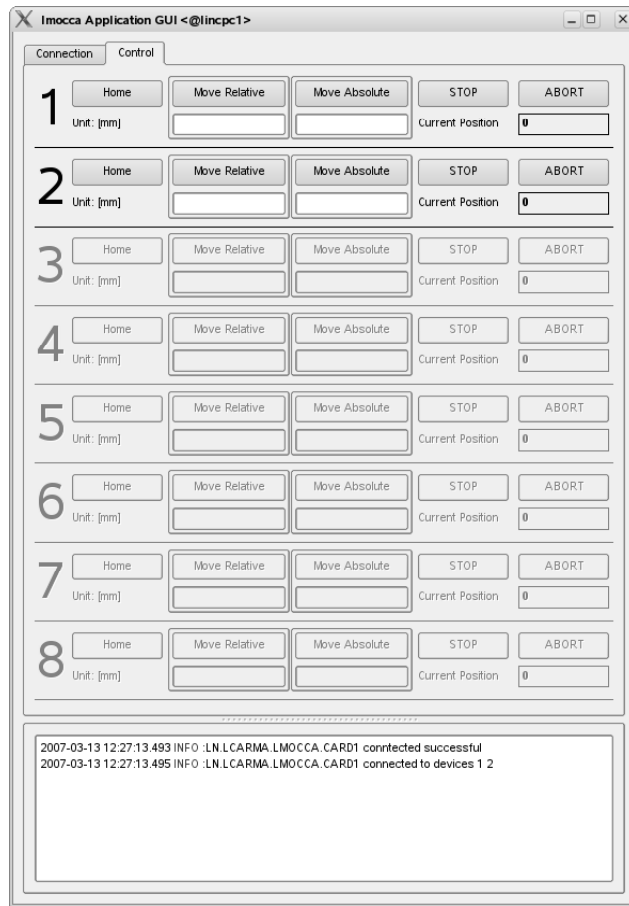 Imocca Application GUI <@lincpc1>
Connection Control
1 Home Move Relative Move Absolute STOP ABORT
Unit: [mm] Current Position 0
2 Home Move Relative Move Absolute STOP ABORT
Unit: [mm] Current Position 0
3 Home Move Relative Move Absolute STOP ABORT
Unit: [mm] Current Position 0
4 Home Move Relative Move Absolute STOP ABORT
Unit: [mm] Current Position 0
5 Home Move Relative Move Absolute STOP ABORT
Unit: [mm] Current Position 0
6 Home Move Relative Move Absolute STOP ABORT
Unit: [mm] Current Position 0
7 Home Move Relative Move Absolute STOP ABORT
Unit: [mm] Current Position 0
8 Home Move Relative Move Absolute STOP ABORT
Unit: [mm] Current Position 0
2007-03-13 12:27:13.493 INFO :LN.LCARMA.LMOCCA.CARD1 conntected successful
2007-03-13 12:27:13.495 INFO :LN.LCARMA.LMOCCA.CARD1 connected to devices 1 2